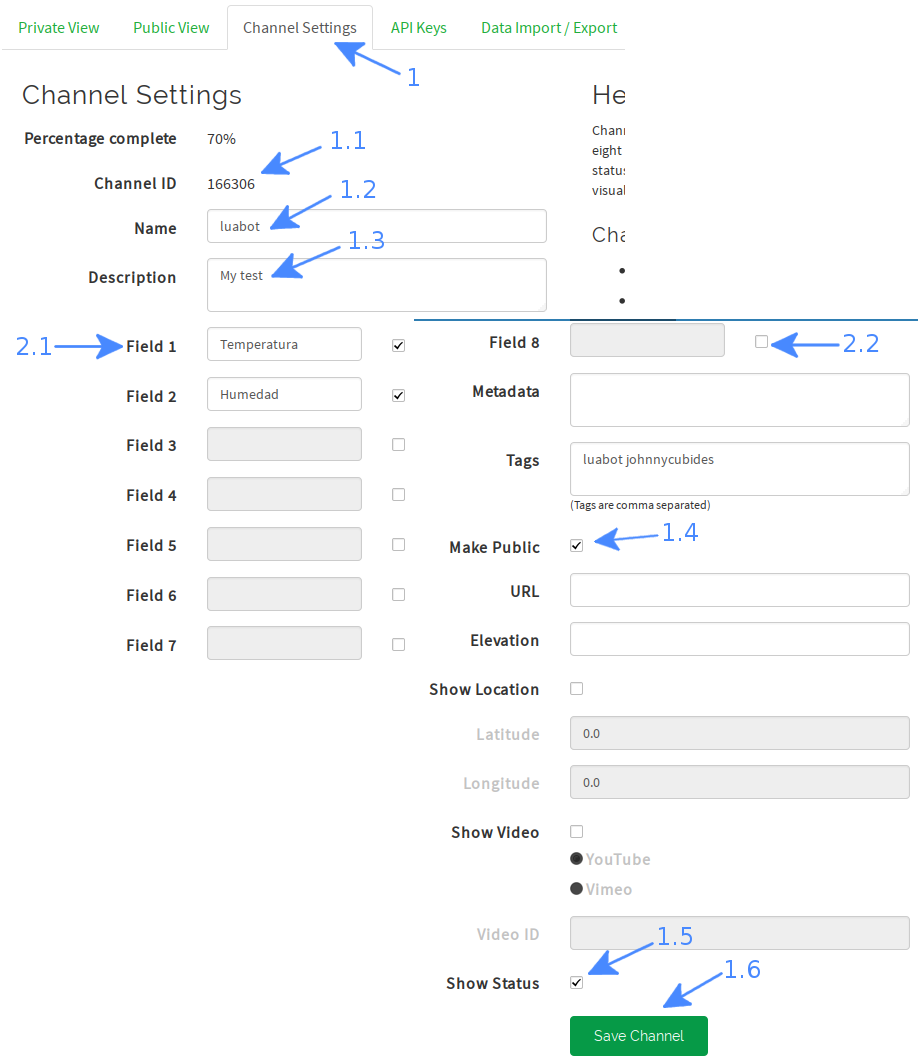 Private View Public View Channel Settings API Keys Data Import / Export
1
Channel Settings
He
Percentage complete 70%
1.1
Chann
eight
status
visual
Channel ID 166306
1.2
Name luabot
1.3
Cha
Description My test
2.1 Field 1 Temperatura
Field 2 Humedad
Field 3
Field 4
Field 5
Field 6
Field 7
Field 8 2.2
Metadata
Tags luabot johnnycubides
(Tags are comma separated)
Make Public 1.4
URL
Elevation
Show Location
Latitude 0.0
Longitude 0.0
Show Video
YouTube
Vimeo
Video ID
1.5
Show Status
1.6
Save Channel